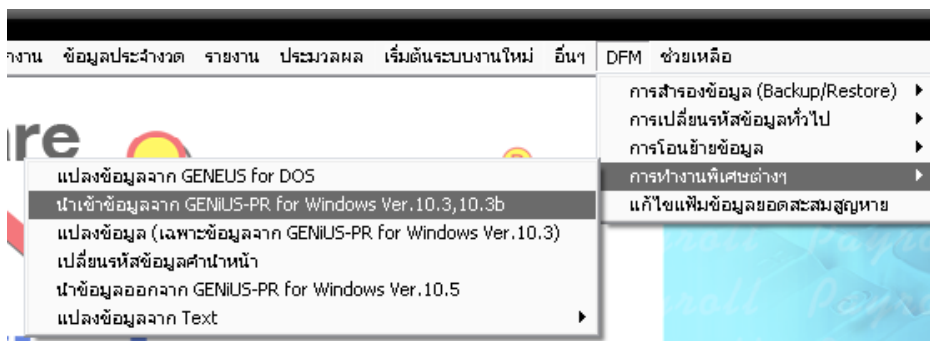 ข้อมูลประจำงวด รายงาน ประมวลผล เริ่มต้นระบบงานใหม่ อื่นๆ DFM ช่วยเหลือ
การสำรองข้อมูล (Backup/Restore)
การเปลี่ยนรหัสข้อมูลทั่วไป
การโอนย้ายข้อมูล
การทำงานพิเศษต่างๆ
แก้ไขแฟ้มข้อมูลยอดสะสมสูญหาย
แปลงข้อมูลจาก GENEUS for DOS
นำเข้าข้อมูลจาก GENiUS-PR for Windows Ver.10.3,10.3b
แปลงข้อมูล (เฉพาะข้อมูลจาก GENiUS-PR for Windows Ver.10.3)
เปลี่ยนรหัสข้อมูลคำนำหน้า
นำข้อมูลออกจาก GENiUS-PR for Windows Ver.10.5
แปลงข้อมูลจาก Text